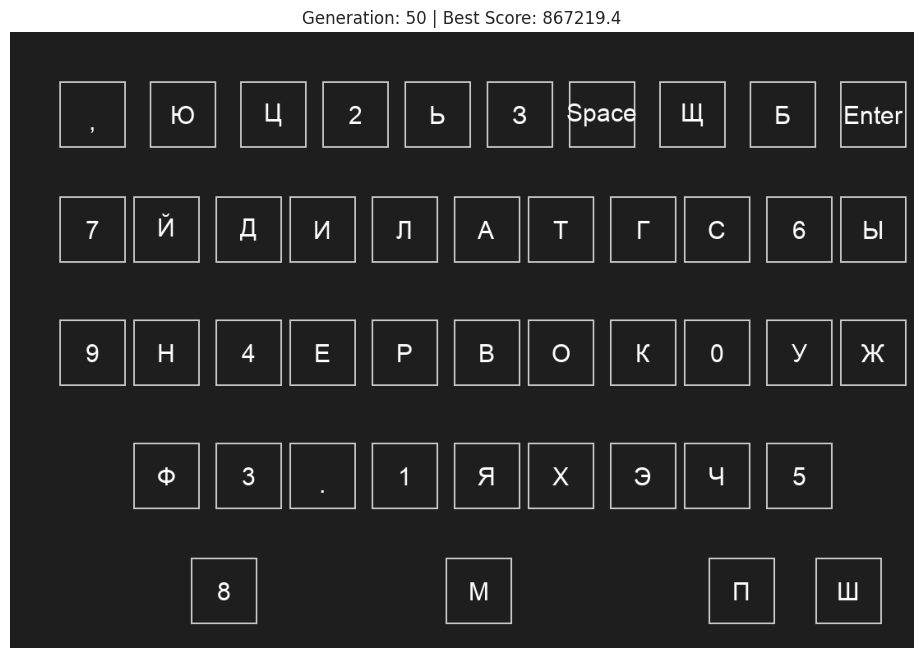 Generation: 50 | Best Score: 867219.4
, Ю Ц 2 Ь З Space Щ Б Enter
7 Й Д И Л А Т Г С 6 Ы
9 Н 4 Е Р В О К 0 У Ж
Ф 3 . 1 Я Х Э Ч 5
8 М П Ш